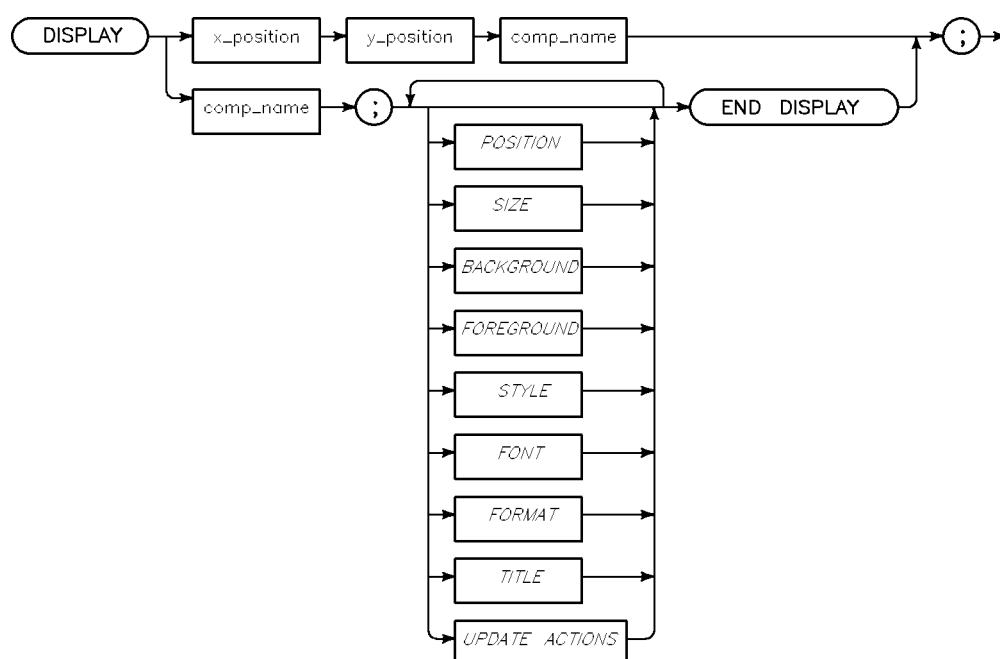 DISPLAY x_position y_position comp_name ;
comp_name ; END DISPLAY
POSITION
SIZE
BACKGROUND
FOREGROUND
STYLE
FONT
FORMAT
TITLE
UPDATE ACTIONS